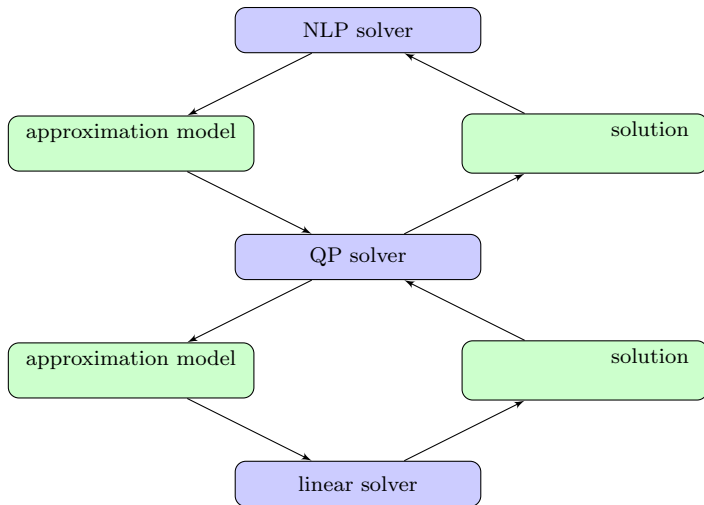 NLP solver
approximation model
solution
QP solver
approximation model
solution
linear solver